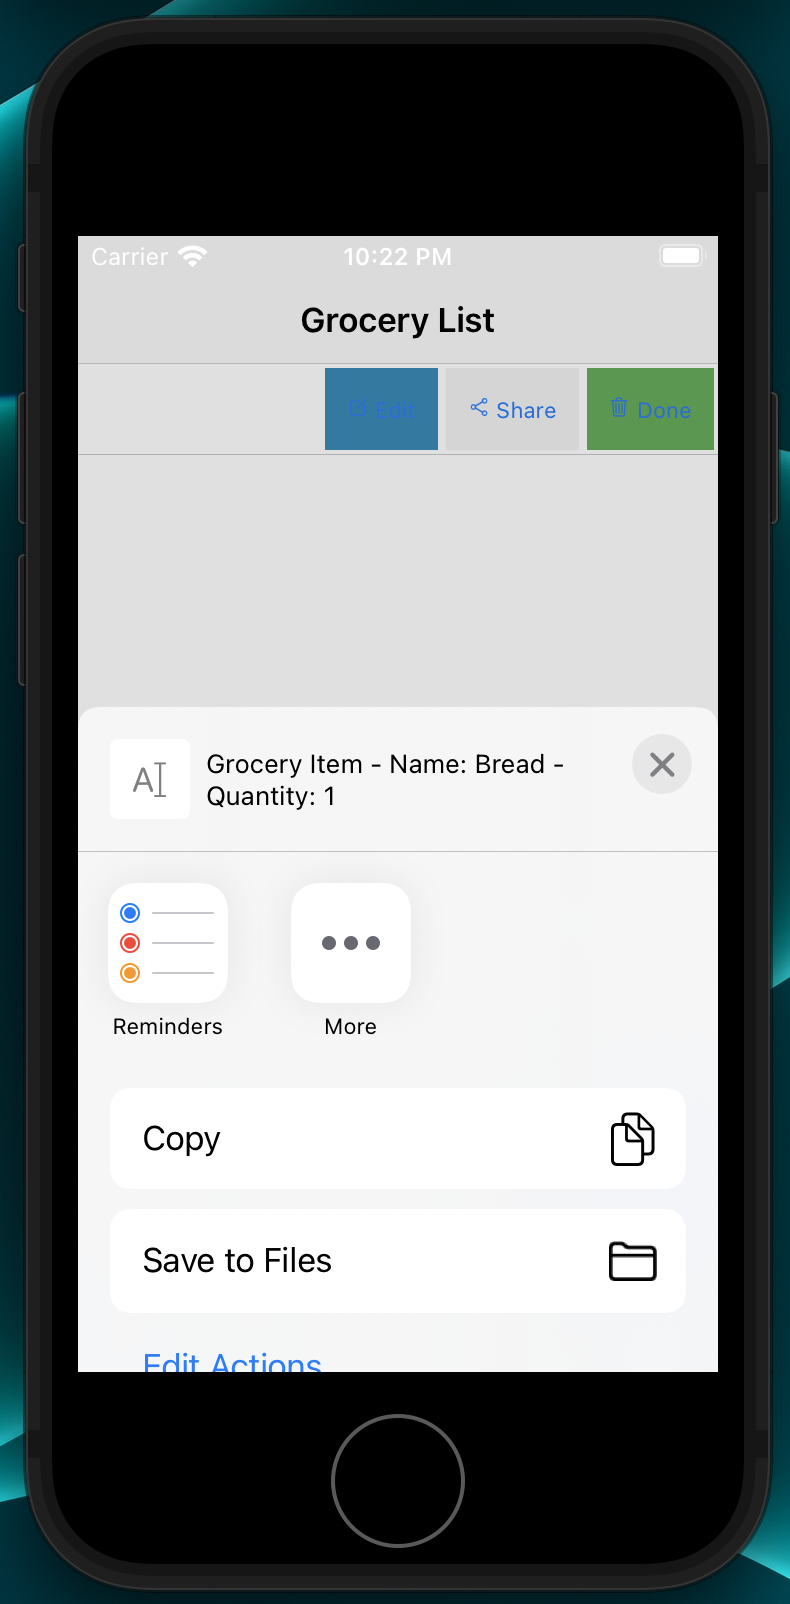 Carrier 10:22 PM
Grocery List
Edit Share Done
Grocery Item - Name: Bread -
Quantity: 1
Reminders More
Copy
Save to Files
Edit Actions